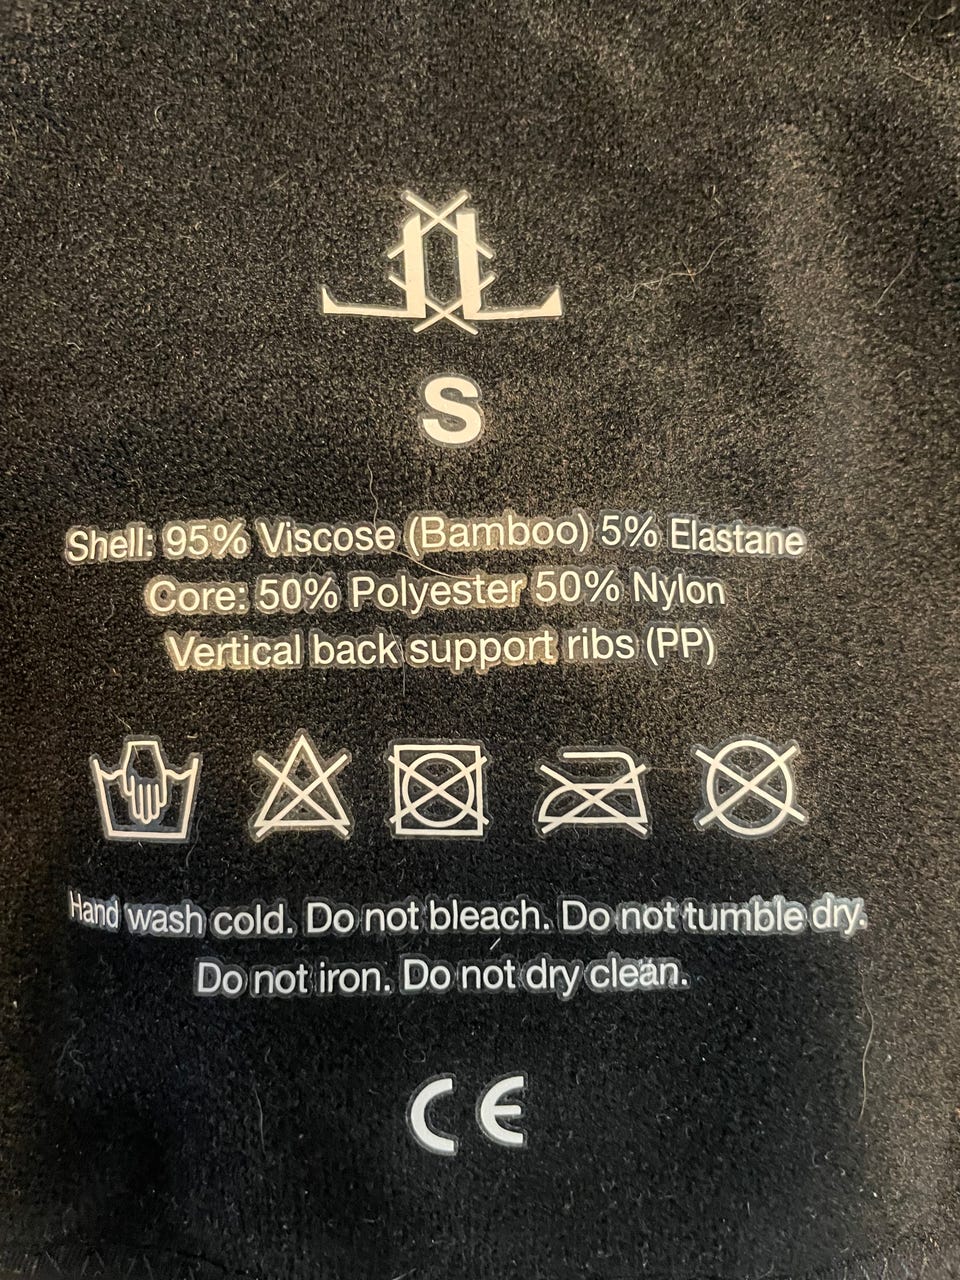 S
Shell: 95% Viscose (Bamboo) 5% Elastane
Core: 50% Polyester 50% Nylon
Vertical back support ribs (PP)
Hand wash cold. Do not bleach. Do not tumble dry.
Do not iron. Do not dry clean.
CE